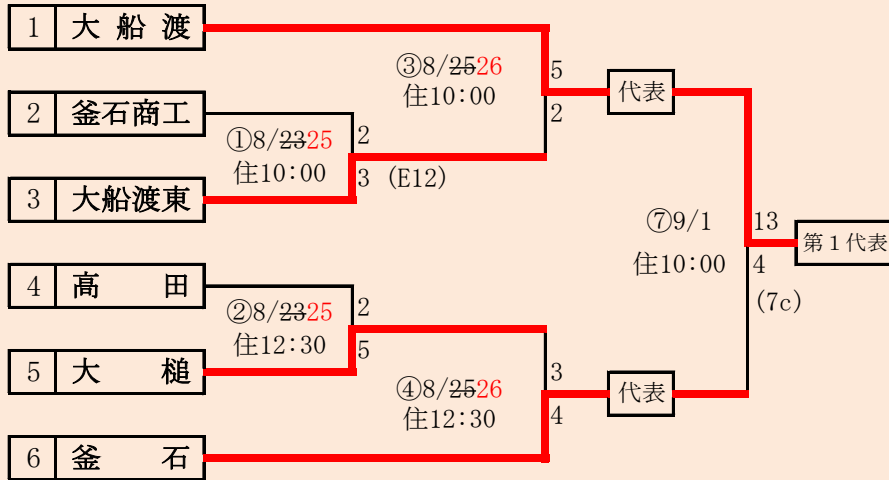 1 大船渡
③8/2526 5
住10:00 代表
2 釜石商工 2
①8/2325 2
住10:00 3 (E12)
3 大船渡東
⑦9/1 13
第1代表
住10:00 4
(7c)
4 高田
②8/2325 2
住12:30 5
5 大槌
④8/2526 3
住12:30 4
代表
6 釜石